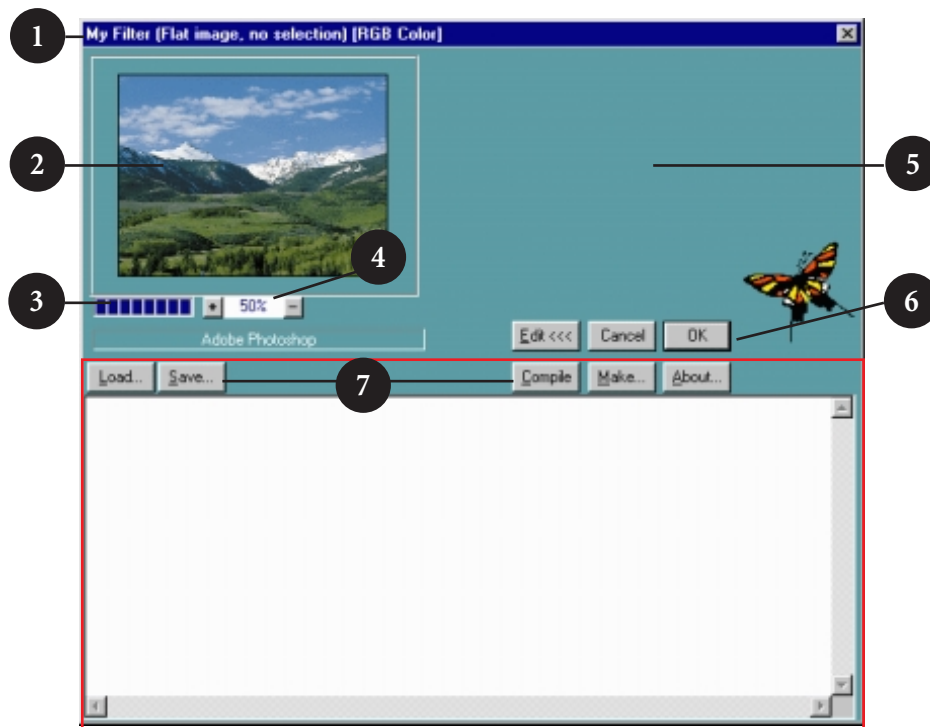 1
My Filter (Flat image, no selection) [RGB Color]
2
5
4
3
+ 50% -
6
Adobe Photoshop
Edit <<< Cancel OK
Load... Save... 7 Compile Make... About...